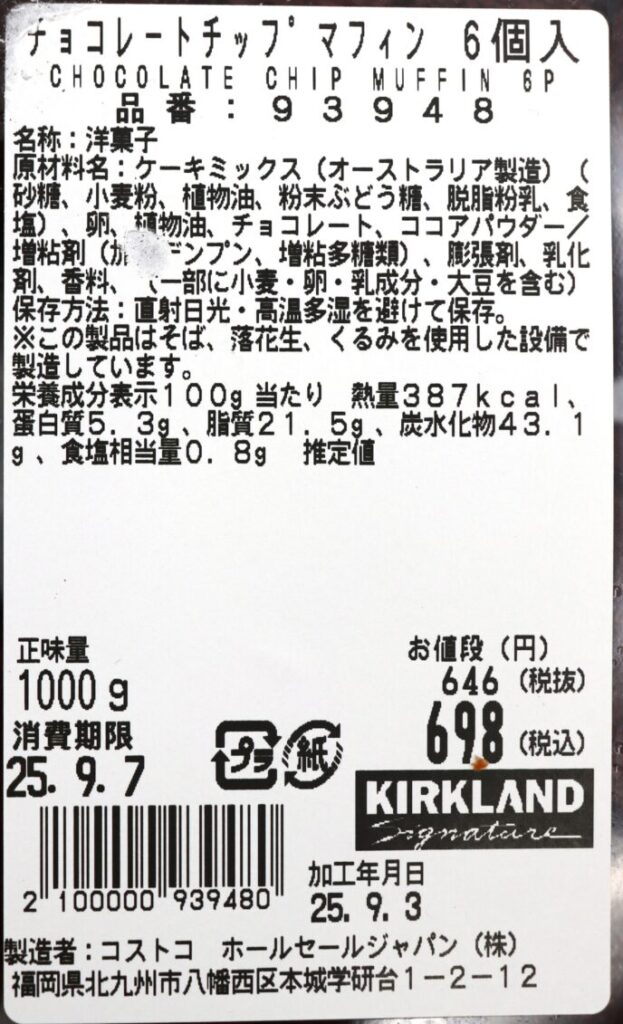 チョコレートチップ マフィン 6個入
CHOCOLATE CHIP MUFFIN 6P
品番:93948
名称:洋菓子
原材料名:ケーキミックス(オーストラリア製造)(
砂糖、小麦粉、植物油、粉末ぶどう糖、脱脂粉乳、食
塩)、卵、植物油、チョコレート、ココアパウダー/
増粘剤(加 デンプン、増粘多糖類)、膨張剤、乳化
剤、香料、(一部に小麦・卵・乳成分・大豆を含む)
保存方法:直射日光・高温多湿を避けて保存。
※この製品はそば、落花生、くるみを使用した設備で
製造しています。
栄養成分表示100g当たり 熱量387kcal、
蛋白質5.3g、脂質21.5g、炭水化物43.1
g、食塩相当量0.8g 推定値
正味量
1000g
お値段(円)
646(税抜)
698(税込)
消費期限
25.9.7
プラ 紙
KIRKLAND
Signature
2 100000 939480
加工年月日
25.9.3
製造者:コストコ ホールセールジャパン(株)
福岡県北九州市八幡西区本城学研台1-2-12